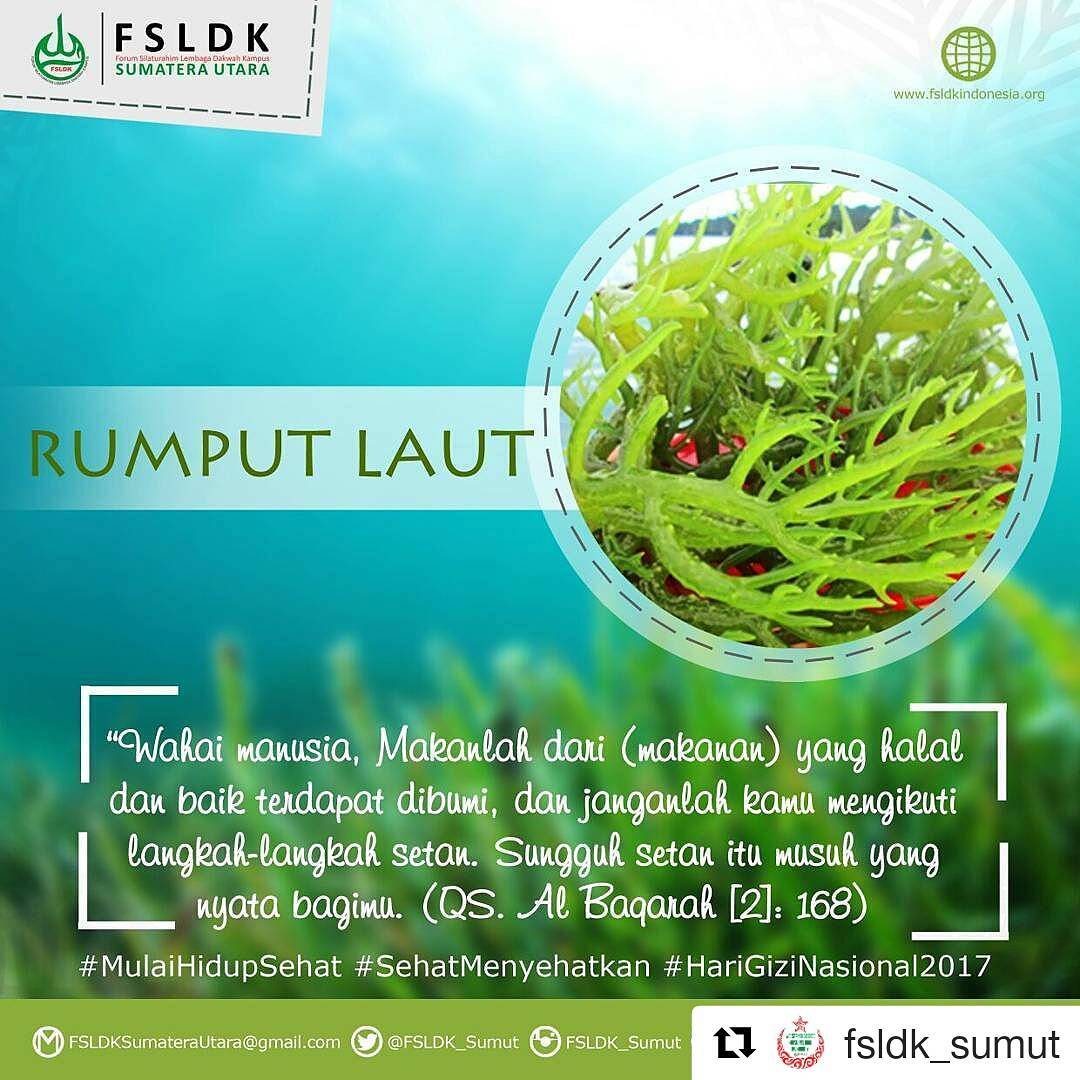 FSLDK
Forum Silaturahim Lembaga Dakwah Kampus
SUMATERA UTARA
FSLDK
www.fsldkindonesia.org
RUMPUT LAUT
“Wahai manusia, Makanlah dari (makanan) yang halal
dan baik terdapat dibumi, dan janganlah kamu mengikuti
langkah-langkah setan. Sungguh setan itu musuh yang
nyata bagimu. (QS. Al Baqarah [2]: 168)
#MulaiHidupSehat #SehatMenyehatkan #HariGiziNasional2017
FSLDKSumateraUtara@gmail.com @FSLDK_Sumut FSLDK_Sumut
fsldk_sumut